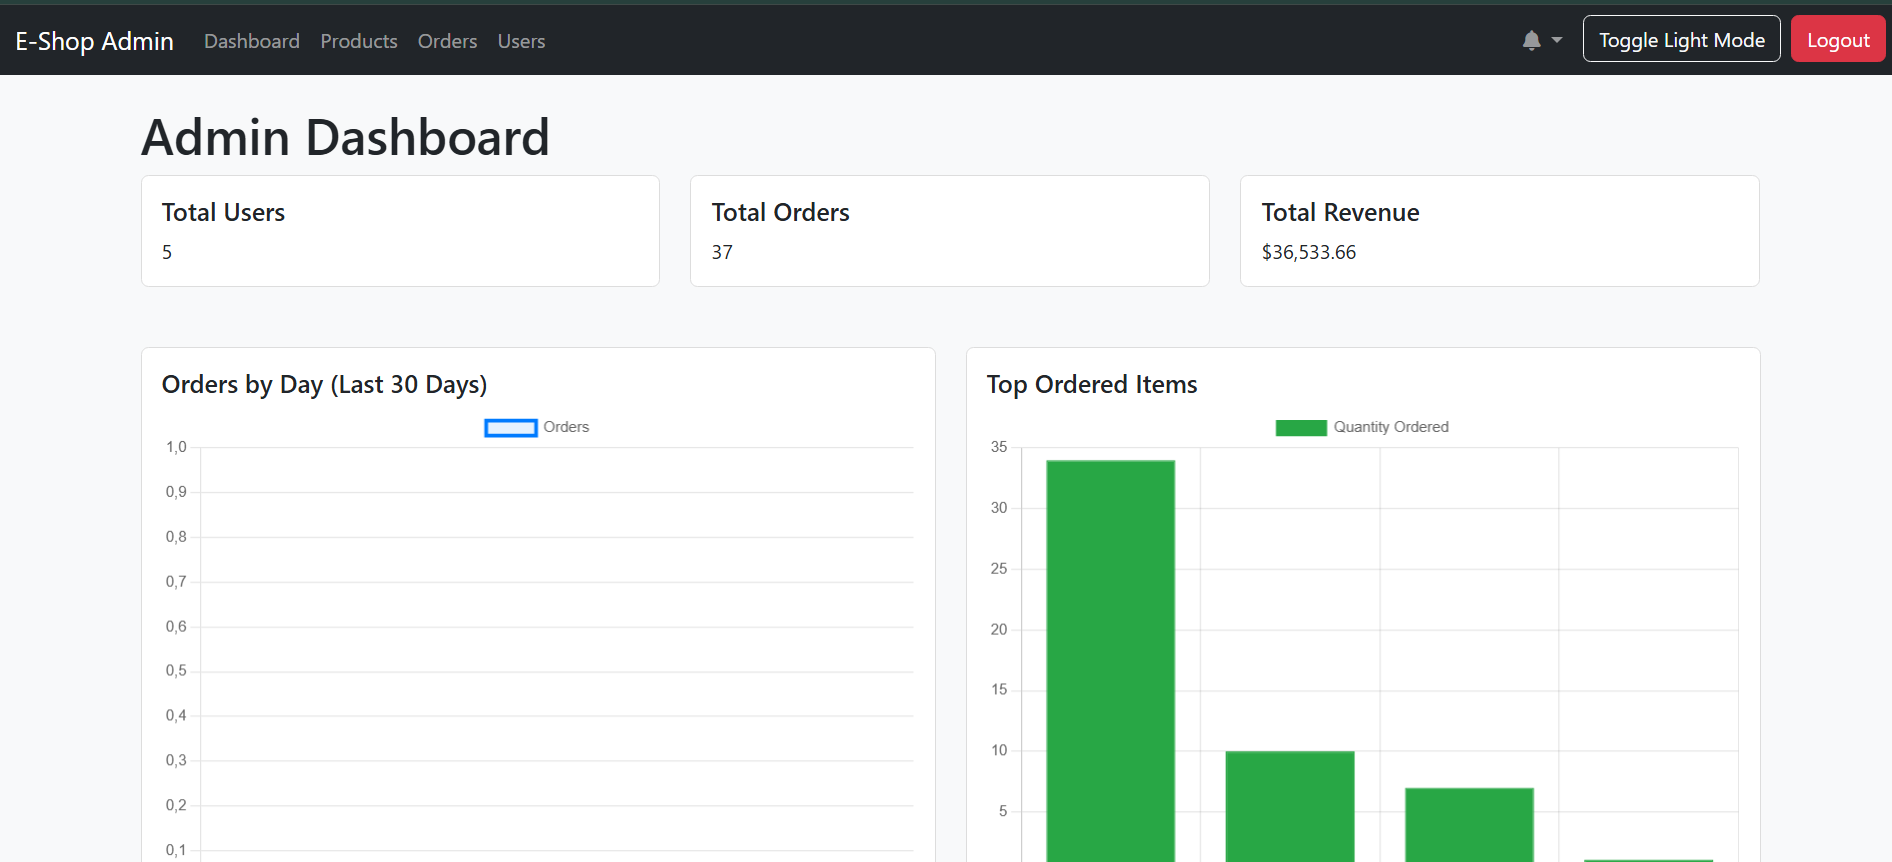 E-Shop Admin Dashboard Products Orders Users Toggle Light Mode Logout
Admin Dashboard
Total Users
5
Total Orders
37
Total Revenue
$36,533.66
Orders by Day (Last 30 Days)
Orders
1,0
0,9
0,8
0,7
0,6
0,5
0,4
0,3
0,2
0,1
Top Ordered Items
Quantity Ordered
35
30
25
20
15
10
5